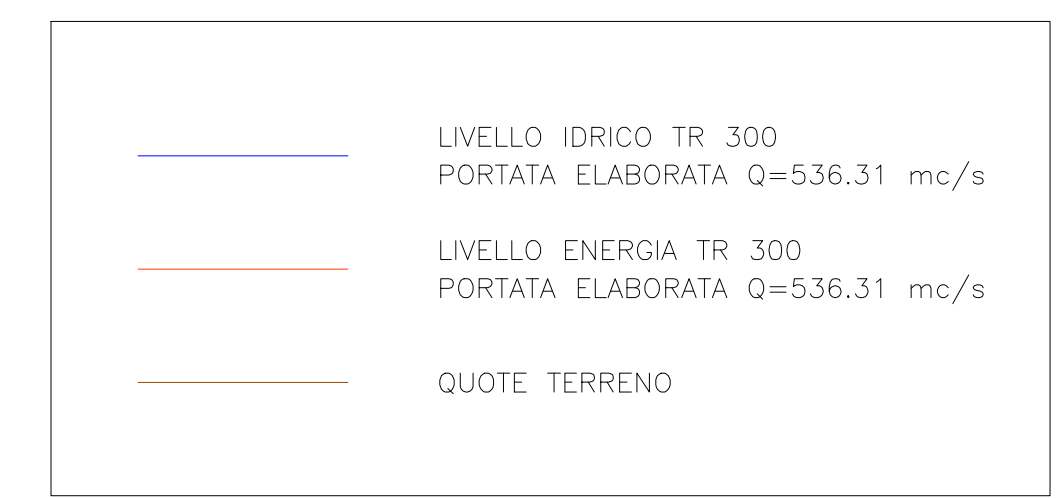 LIVELLO IDRICO TR 300
PORTATA ELABORATA Q=536.31 mc/s
LIVELLO ENERGIA TR 300
PORTATA ELABORATA Q=536.31 mc/s
QUOTE TERRENO